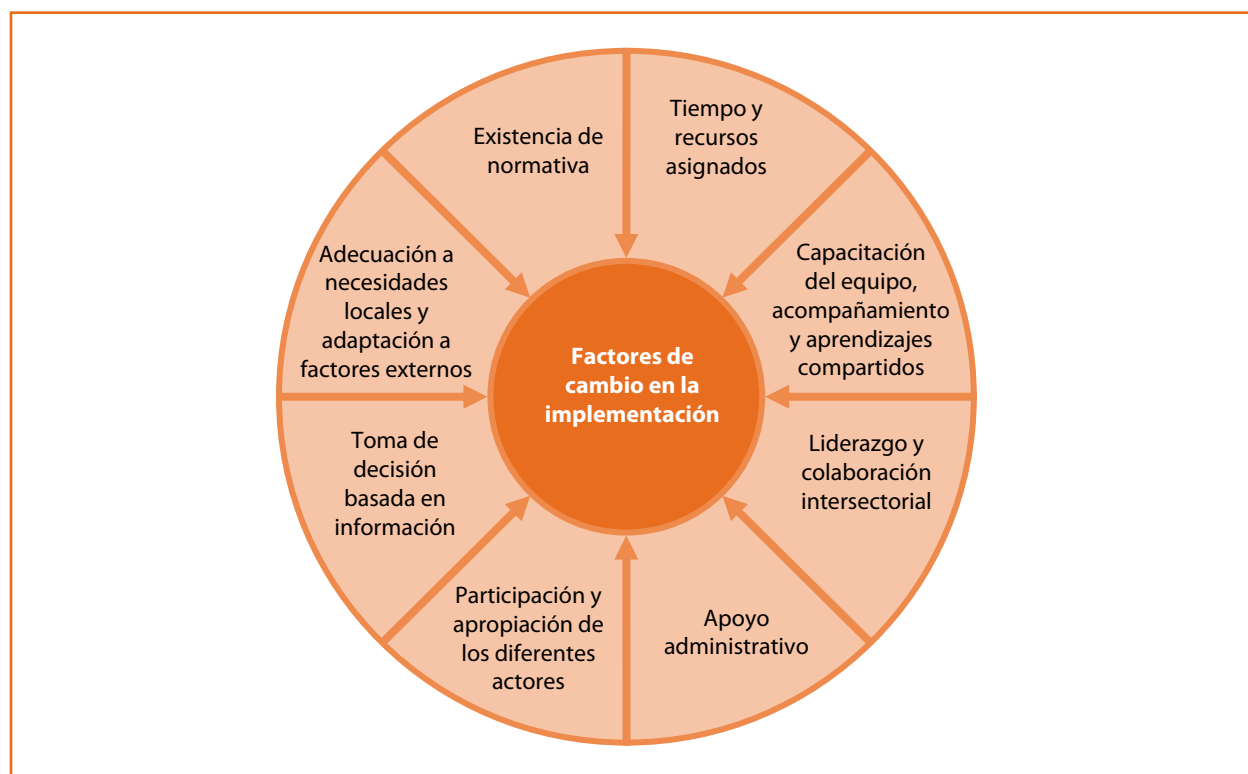 Existencia de
normativa
Tiempo y
recursos
asignados
Capacitación
del equipo,
acompañamiento
y aprendizajes
compartidos
Liderazgo y
colaboración
intersectorial
Apoyo
administrativo
Participación y
apropiación de
los diferentes
actores
Toma de
decisión
basada en
información
Adecuación a
necesidades
locales y
adaptación a
factores externos
Factores de
cambio en la
implementación